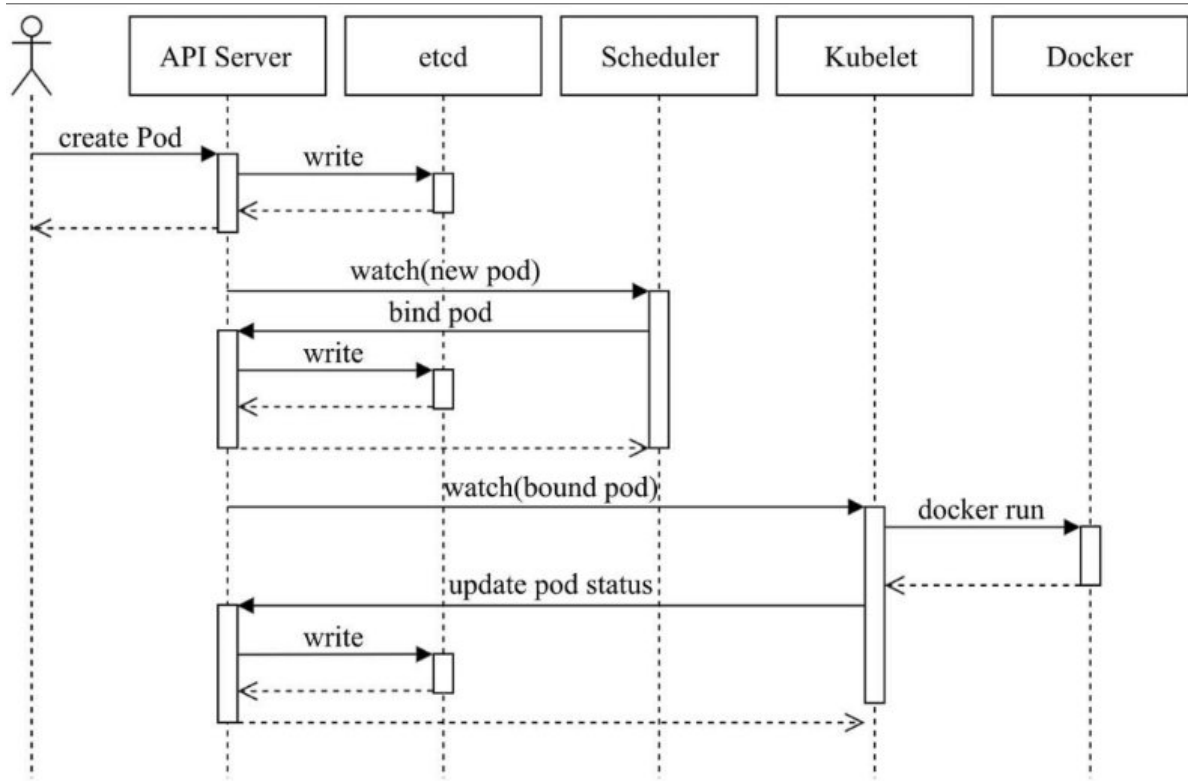 API Server
etcd
Scheduler
Kubelet
Docker
create Pod
write
watch(new pod)
bind pod
write
watch(bound pod)
docker run
update pod status
write